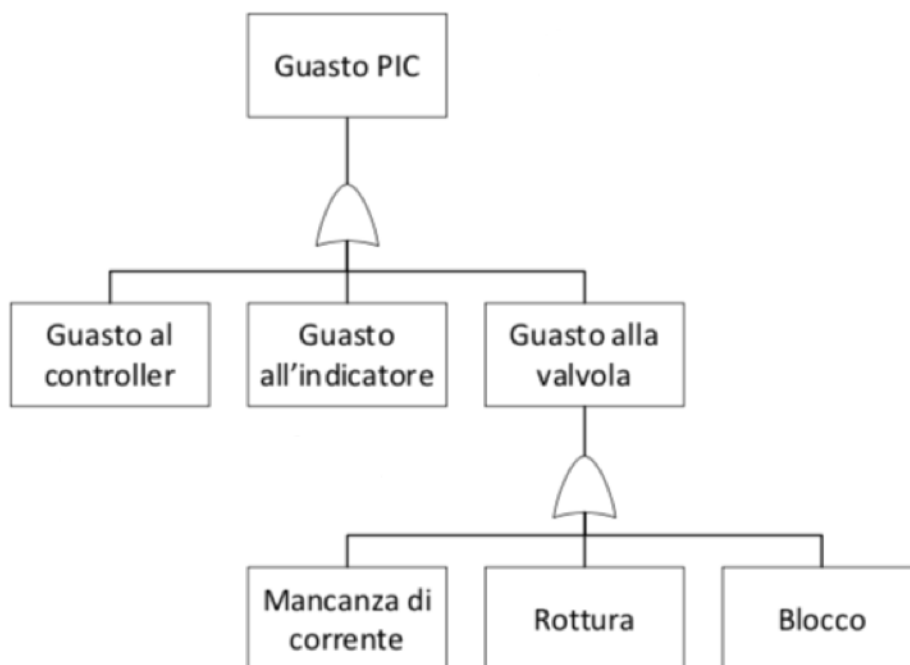 Guasto PIC
Guasto al
controller
Guasto
all’indicatore
Guasto alla
valvola
Mancanza di
corrente
Rottura
Blocco